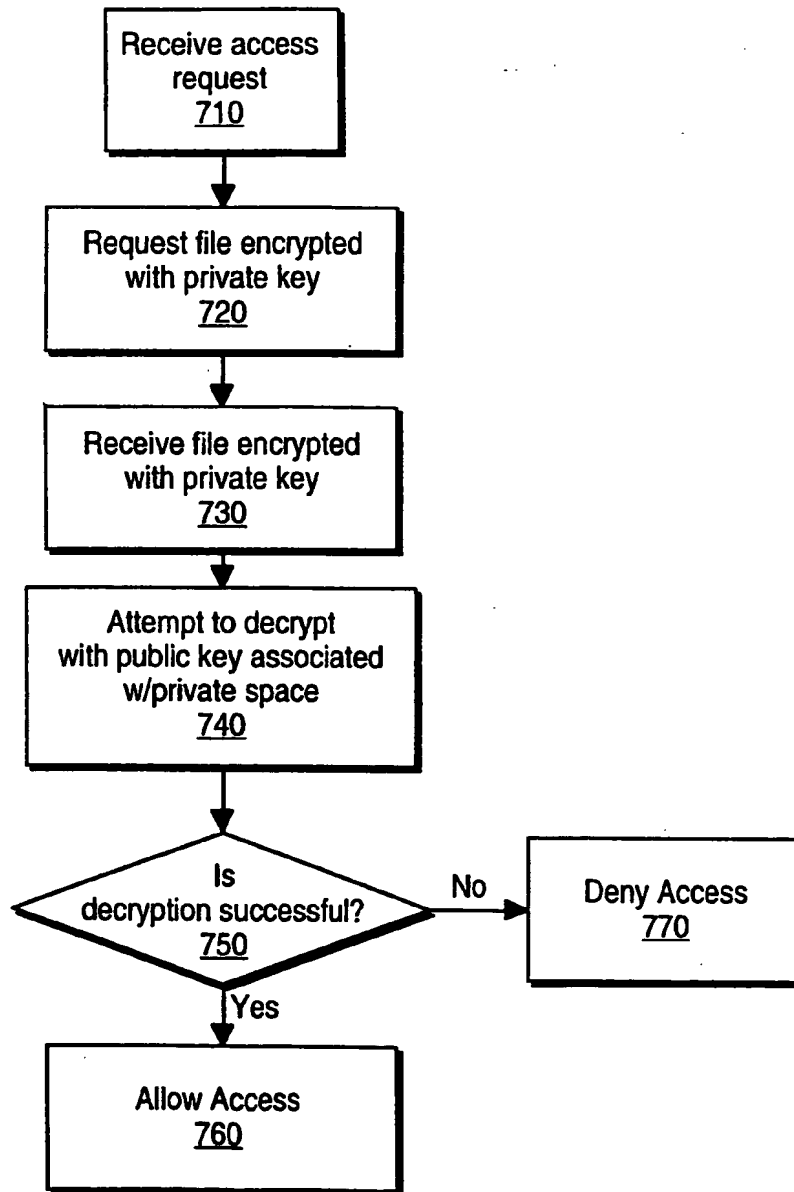 Receive access
request
710
Request file encrypted
with private key
720
Receive file encrypted
with private key
730
Attempt to decrypt
with public key associated
w/private space
740
Is
decryption successful?
750
No
Deny Access
770
Yes
Allow Access
760